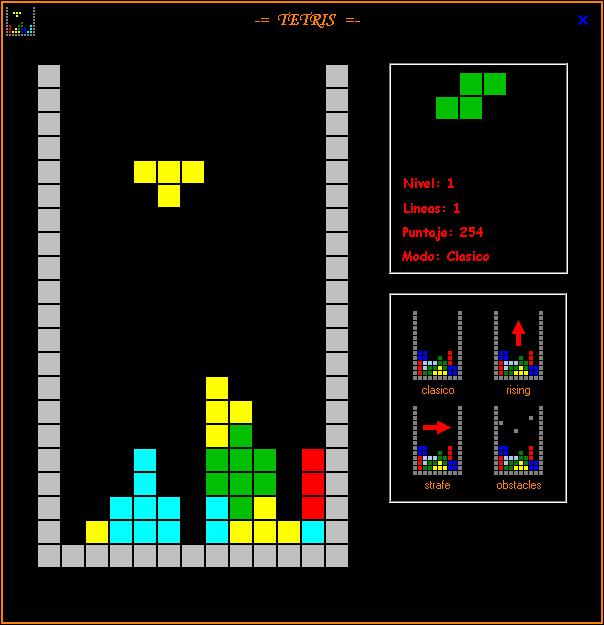 -= TETRIS =-
Nivel: 1
Lineas: 1
Puntaje: 254
Modo: Clasico
clasico
rising
strafe
obstacles